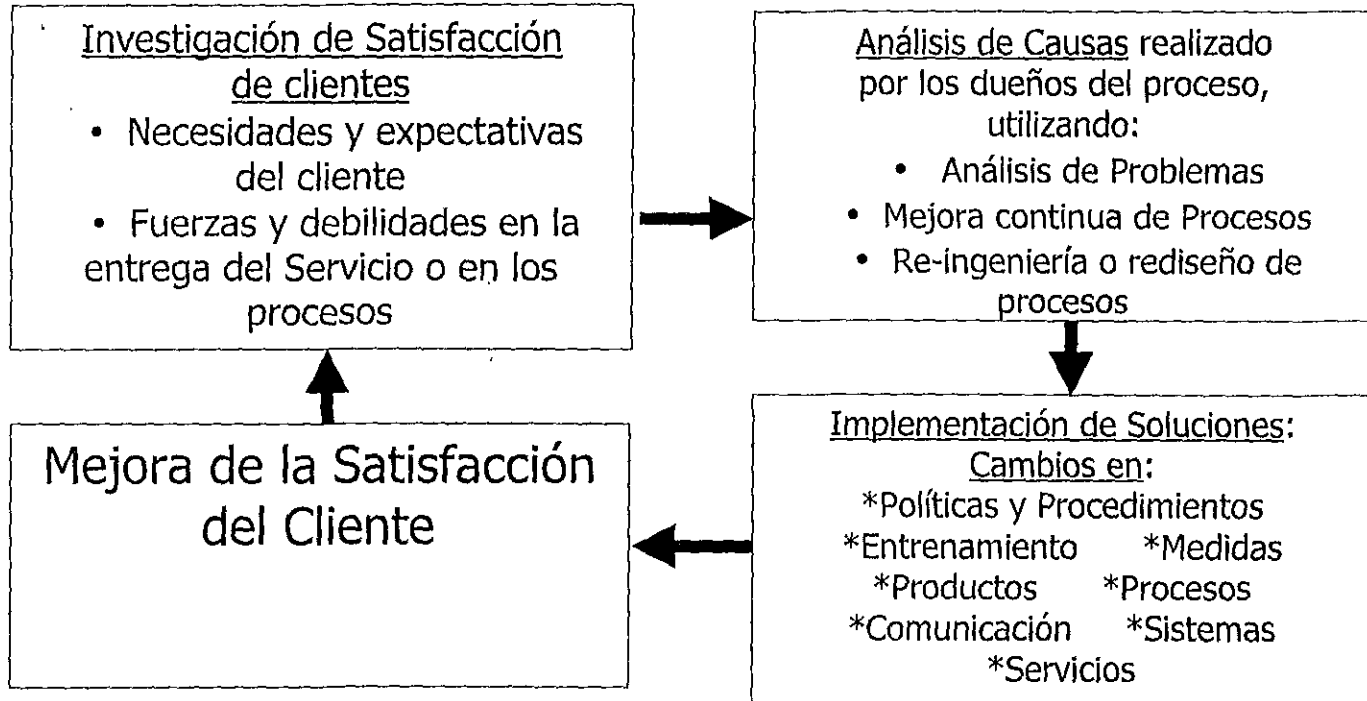 Investigación de Satisfacción
de clientes
• Necesidades y expectativas
del cliente
• Fuerzas y debilidades en la
entrega del Servicio o en los
procesos
Análisis de Causas realizado
por los dueños del proceso,
utilizando:
• Análisis de Problemas
• Mejora continua de Procesos
• Re-ingeniería o rediseño de
procesos
Implementación de Soluciones:
Cambios en:
*Políticas y Procedimientos
*Entrenamiento *Medidas
*Productos *Procesos
*Comunicación *Sistemas
*Servicios
Mejora de la Satisfacción
del Cliente